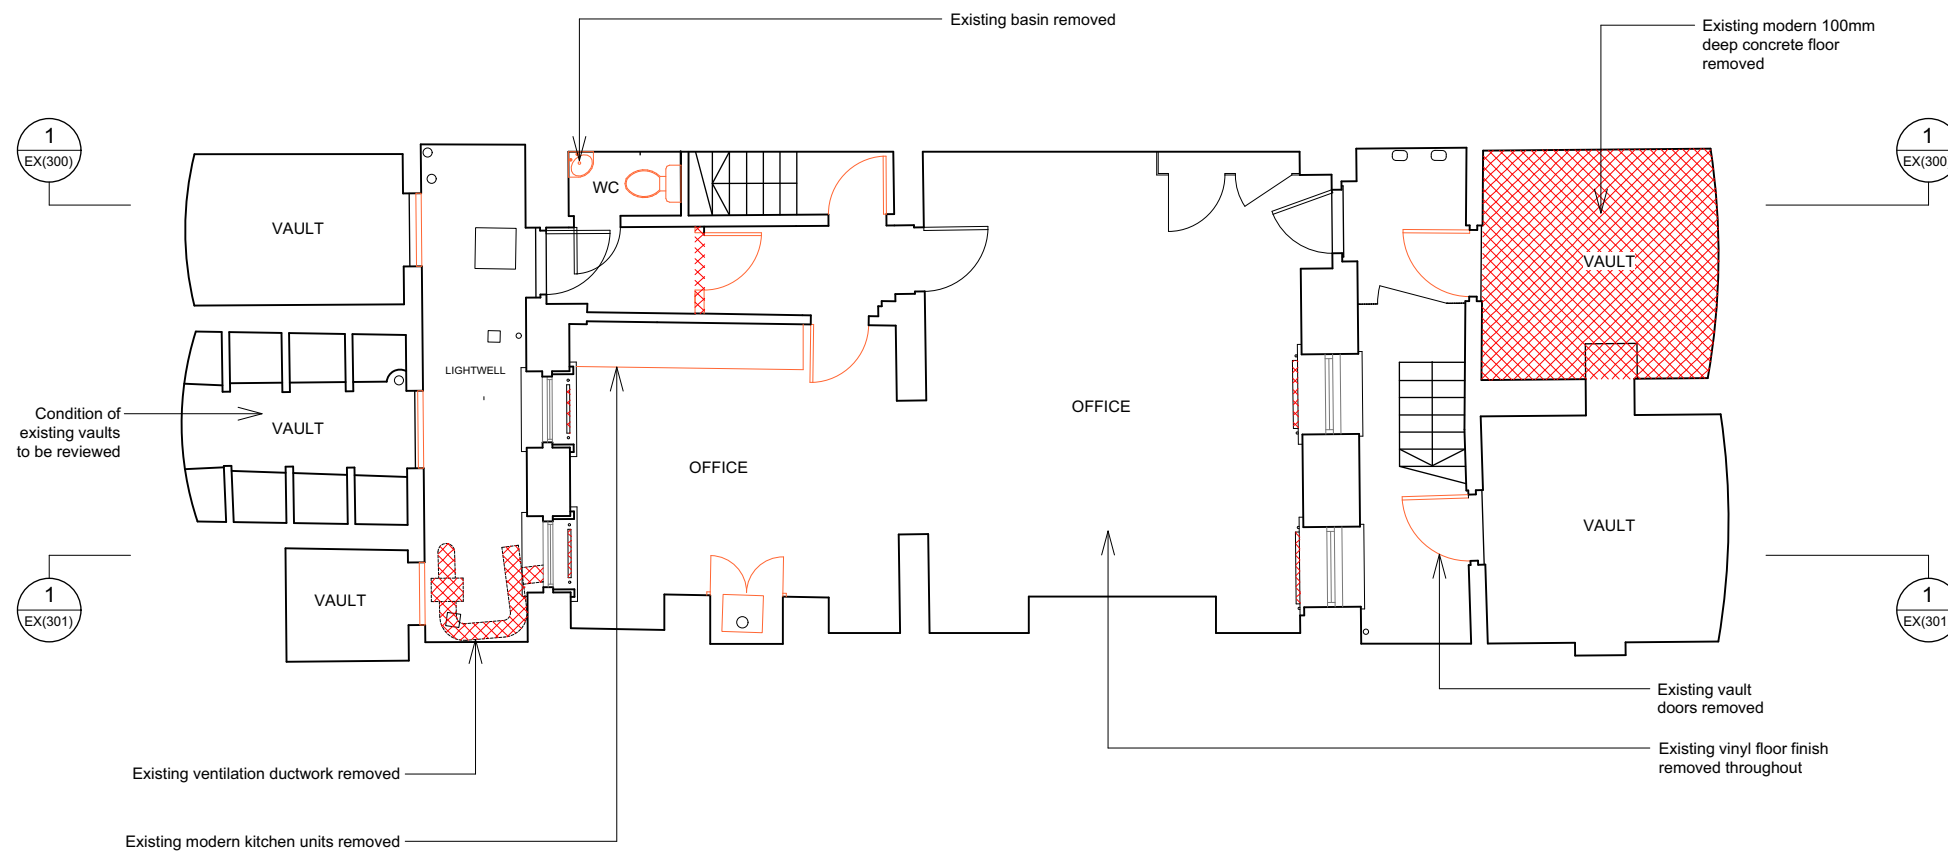 Existing basin removed
Existing modern 100mm
deep concrete floor
removed
1
EX(300)
1
EX(300
WC
VAULT
VAULT
LIGHTWELL
OFFICE
Condition of
existing vaults
to be reviewed
VAULT
OFFICE
VAULT
1
EX(301)
VAULT
1
EX(301
Existing vault
doors removed
Existing vinyl floor finish
removed throughout
Existing ventilation ductwork removed
Existing modern kitchen units removed